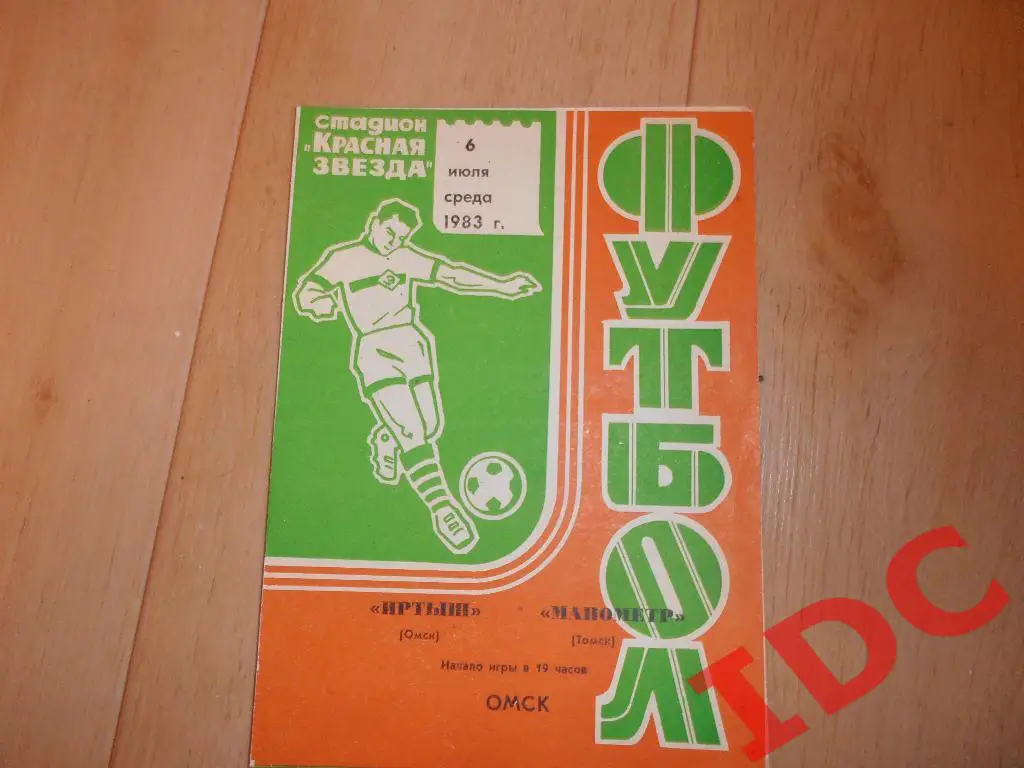 стадион
"КРАСНАЯ
ЗВЕЗДА"
6
июля
среда
1983 г.
ФУТБОЛ
«ИРТЫШ» «МАНОМЕТР»
(Омск) (Томск)
Начало игры в 19 часов
ОМСК
IDC